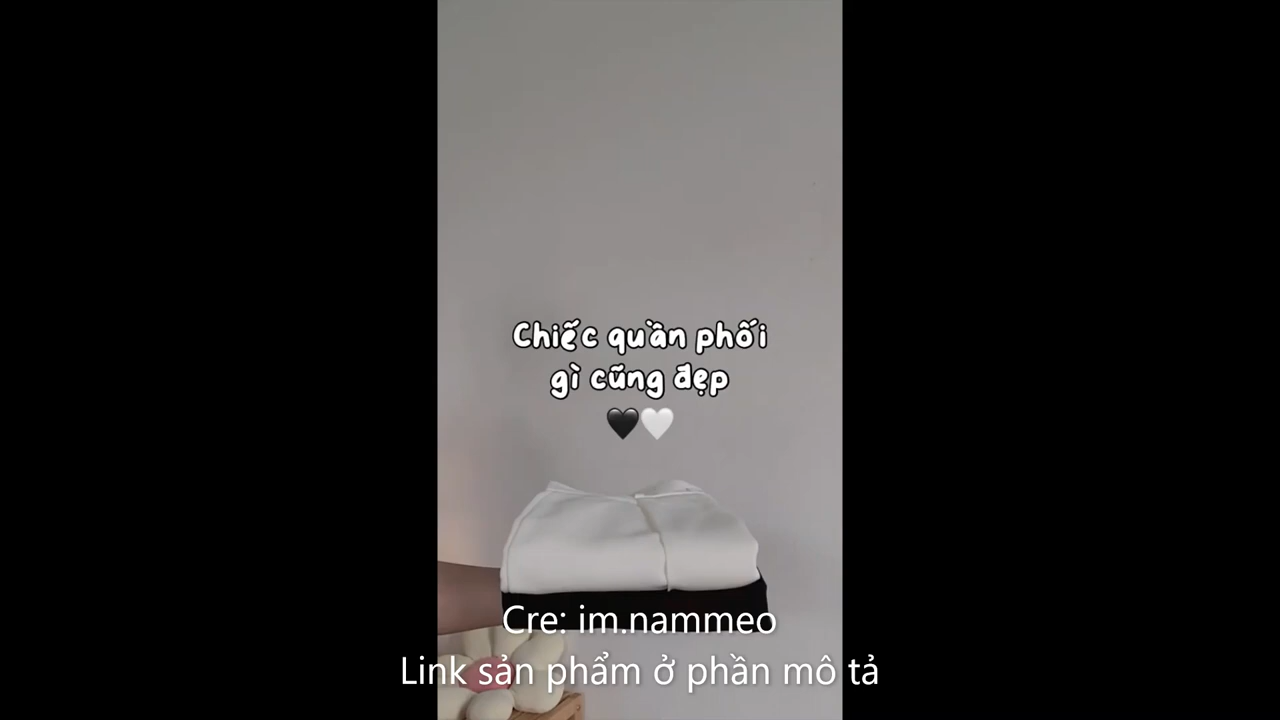 Chiếc quần phối
gì cũng đẹp
🖤🤍
Cre: im.nammeo
Link sản phẩm ở phần mô tả